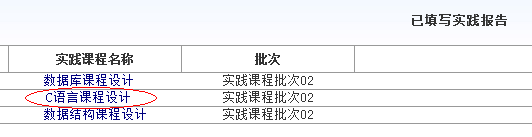 已填写实践报告
实践课程名称 批次
数据库课程设计 实践课程批次02
C语言课程设计 实践课程批次02
数据结构课程设计 实践课程批次02